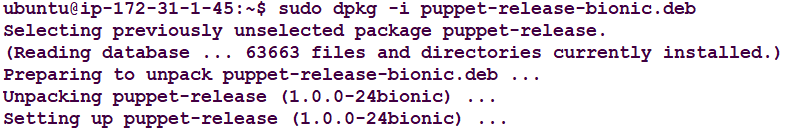 ubuntu@ip-172-31-1-45:~$ sudo dpkg -i puppet-release-bionic.deb
Selecting previously unselected package puppet-release.
(Reading database ... 63663 files and directories currently installed.)
Preparing to unpack puppet-release-bionic.deb ...
Unpacking puppet-release (1.0.0-24bionic) ...
Setting up puppet-release (1.0.0-24bionic) ...